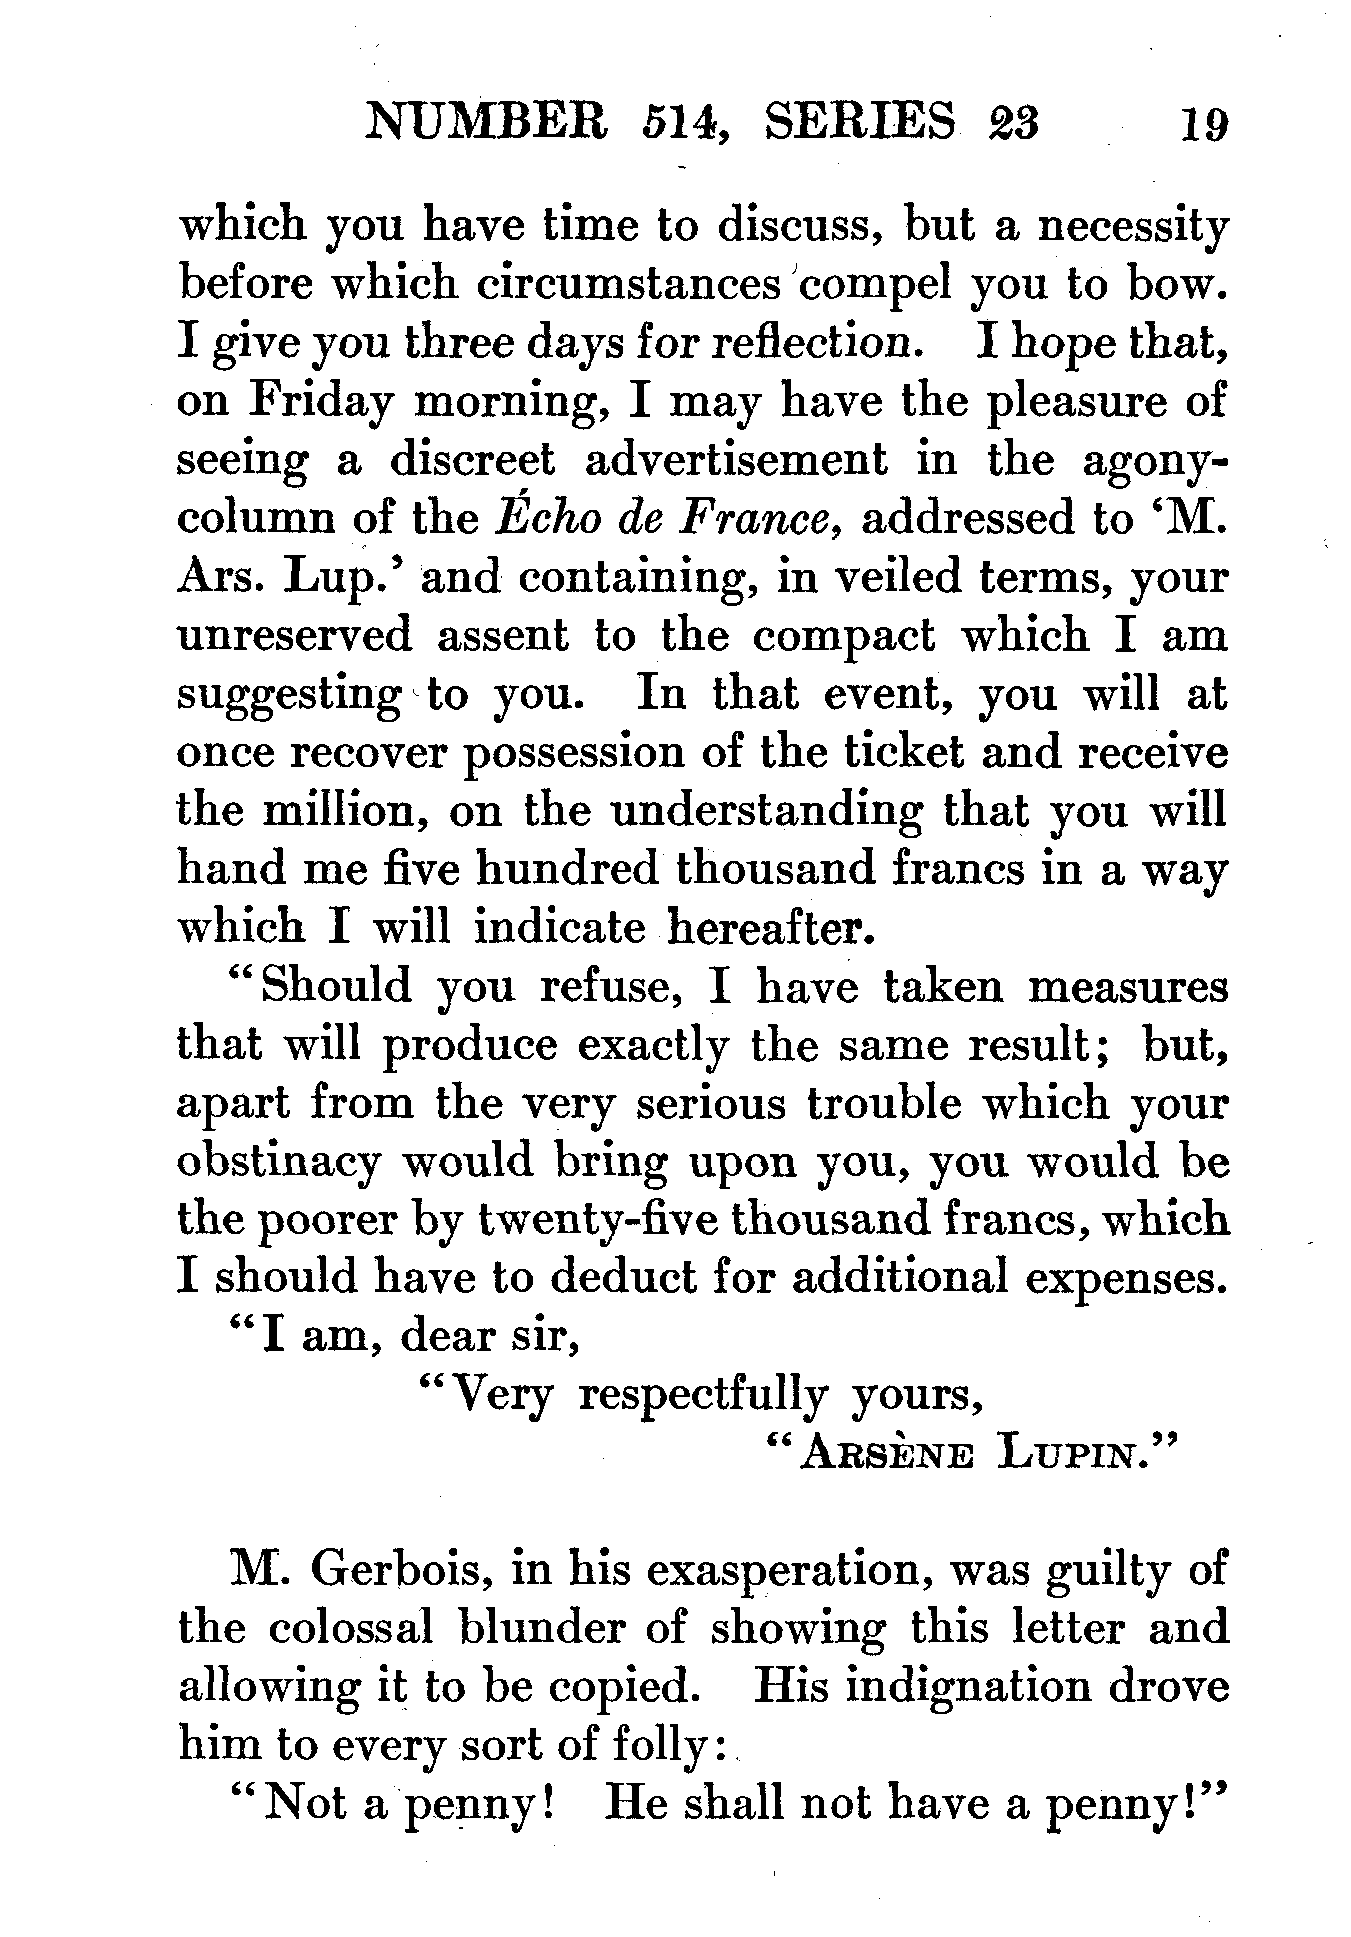 NUMBER 514, SERIES 23 19
which you have time to discuss, but a necessity
before which circumstances compel you to bow.
I give you three days for reflection. I hope that,
on Friday morning, I may have the pleasure of
seeing a discreet advertisement in the agony-
column of the Écho de France, addressed to ‘M.
Ars. Lup.’ and containing, in veiled terms, your
unreserved assent to the compact which I am
suggesting to you. In that event, you will at
once recover possession of the ticket and receive
the million, on the understanding that you will
hand me five hundred thousand francs in a way
which I will indicate hereafter.
“Should you refuse, I have taken measures
that will produce exactly the same result; but,
apart from the very serious trouble which your
obstinacy would bring upon you, you would be
the poorer by twenty-five thousand francs, which
I should have to deduct for additional expenses.
“I am, dear sir,
“Very respectfully yours,
“ARSÈNE LUPIN.”
M. Gerbois, in his exasperation, was guilty of
the colossal blunder of showing this letter and
allowing it to be copied. His indignation drove
him to every sort of folly:
“Not a penny! He shall not have a penny!”